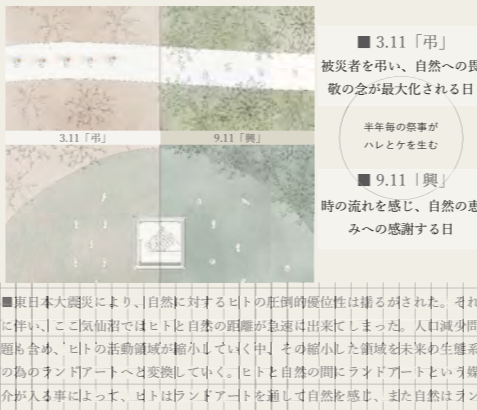 3.11「弔」
9.11「興」
■ 3.11「弔」
被災者を弔い、自然への畏
敬の念が最大化される日
半年毎の祭事が
ハレとケを生む
■ 9.11「興」
時の流れを感じ、自然の恵
みへの感謝する日
■東日本大震災により、自然に対するヒトの圧倒的優位性は揺るがされた。それ
に伴い、ここ気仙沼ではヒトと自然の距離が急速に出来てしまった。人口減少問
題も含め、ヒトの活動領域が縮小していく中、その縮小した領域を未来の生態系
の為のランドアートへと変換していく。ヒトと自然の間にランドアートという媒
介が入る事によって、ヒトはランドアートを通して自然を感じ、また自然はラン